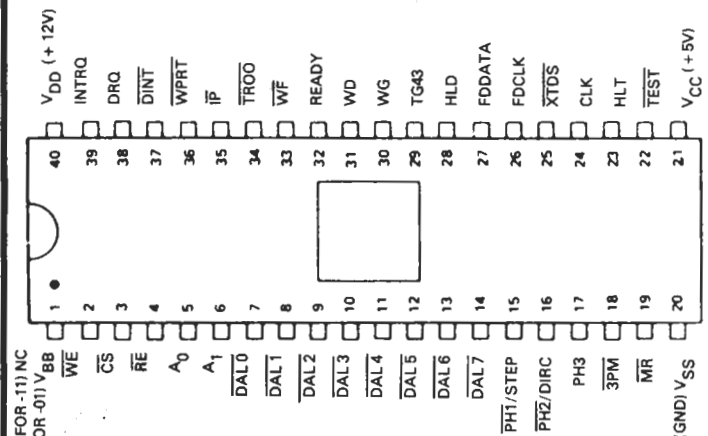 FOR -11) NC
OR -01) VBB 1
WE 2
CS 3
RE 4
A0 5
A1 6
DAL0 7
DAL1 8
DAL2 9
DAL3 10
DAL4 11
DAL5 12
DAL6 13
DAL7 14
PH1/STEP 15
PH2/DIRC 16
PH3 17
3PM 18
MR 19
(GND) VSS 20
40 VDD (+ 12V)
39 INTRQ
38 DRQ
37 DINT
36 WPRT
35 IP
34 TROO
33 WF
32 READY
31 WD
30 WG
29 TG43
28 HLD
27 FDDATA
26 FDCLK
25 XTDS
24 CLK
23 HLT
22 TEST
21 VCC (+5V)